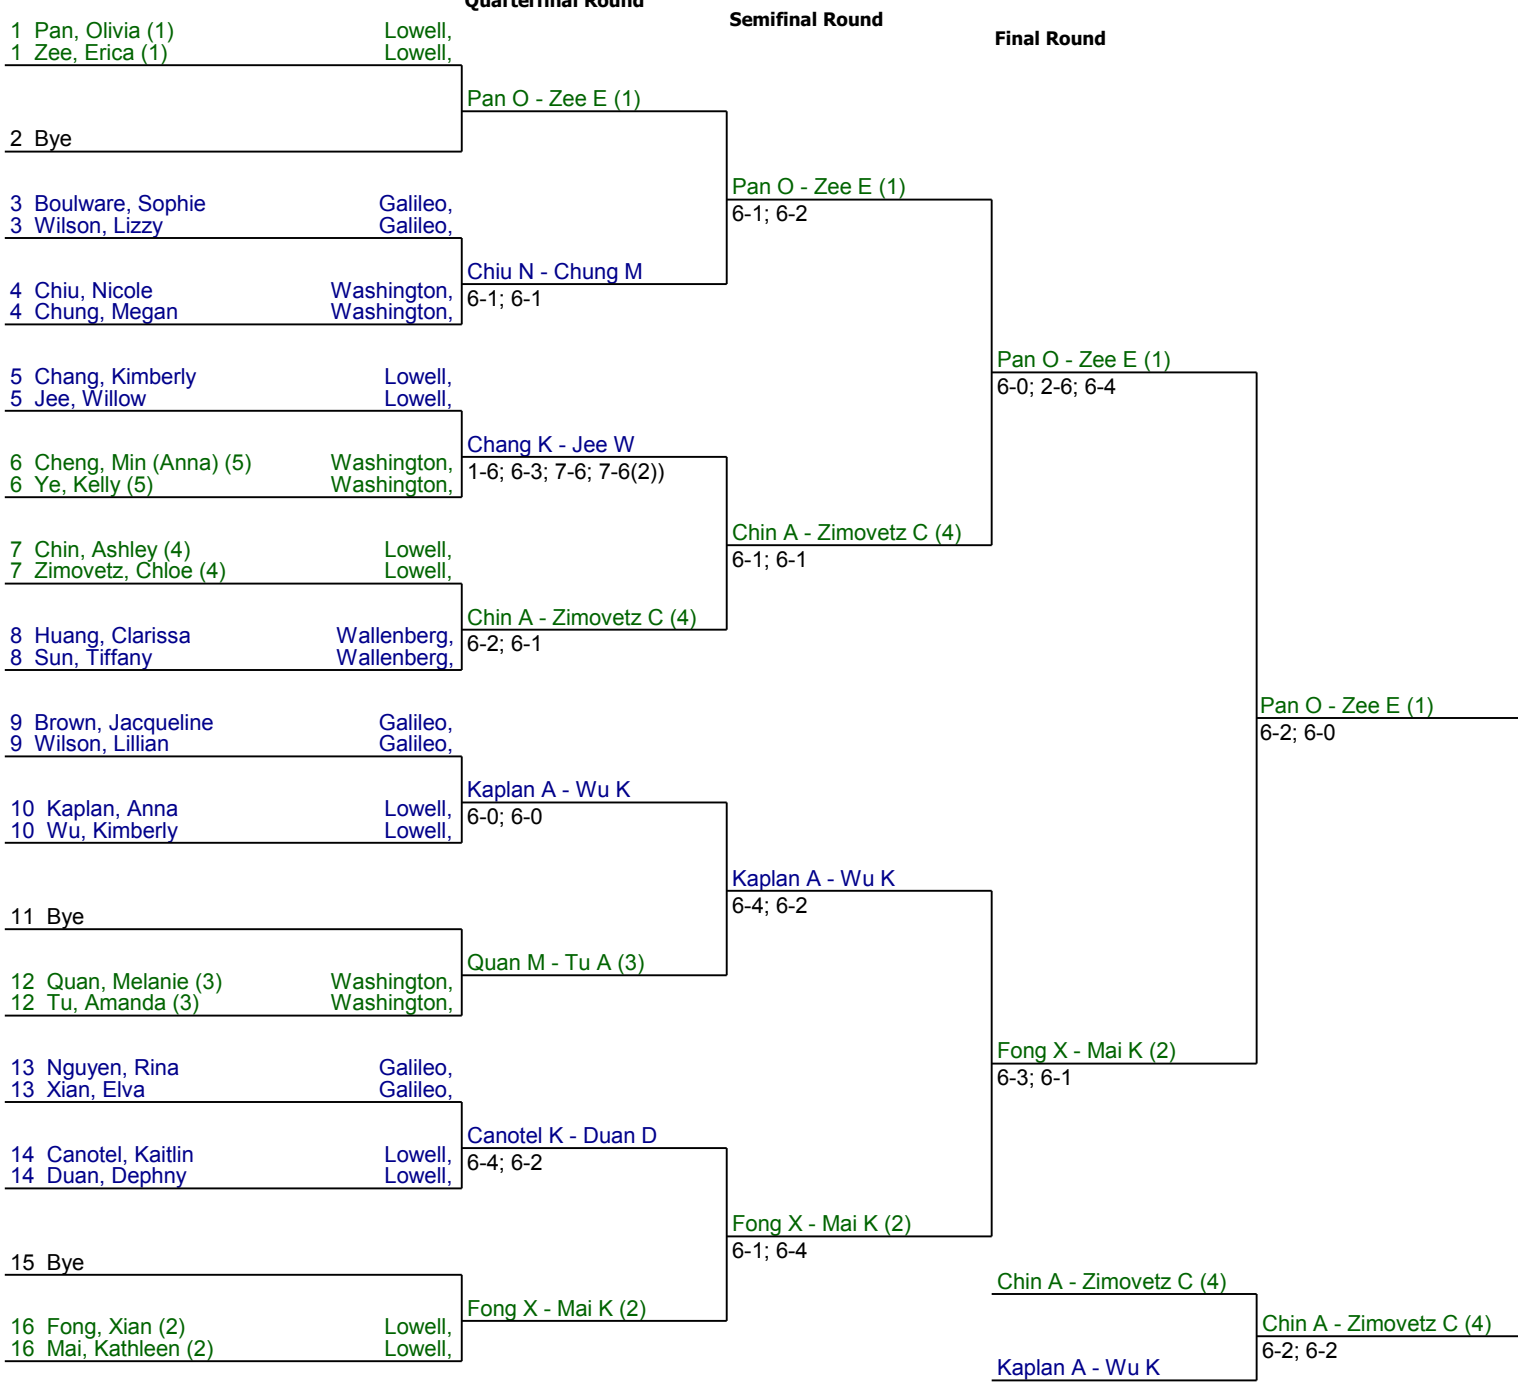 Quarterfinal Round
Semifinal Round
Final Round
1 Pan, Olivia (1) Lowell,
1 Zee, Erica (1) Lowell,
Pan O - Zee E (1)
2 Bye
Pan O - Zee E (1)
6-1; 6-2
3 Boulware, Sophie Galileo,
3 Wilson, Lizzy Galileo,
Chiu N - Chung M
6-1; 6-1
4 Chiu, Nicole Washington,
4 Chung, Megan Washington,
Pan O - Zee E (1)
6-0; 2-6; 6-4
5 Chang, Kimberly Lowell,
5 Jee, Willow Lowell,
Chang K - Jee W
1-6; 6-3; 7-6; 7-6(2))
6 Cheng, Min (Anna) (5) Washington,
6 Ye, Kelly (5) Washington,
Chin A - Zimovetz C (4)
6-1; 6-1
7 Chin, Ashley (4) Lowell,
7 Zimovetz, Chloe (4) Lowell,
Chin A - Zimovetz C (4)
6-2; 6-1
8 Huang, Clarissa Wallenberg,
8 Sun, Tiffany Wallenberg,
Pan O - Zee E (1)
6-2; 6-0
9 Brown, Jacqueline Galileo,
9 Wilson, Lillian Galileo,
Kaplan A - Wu K
6-0; 6-0
10 Kaplan, Anna Lowell,
10 Wu, Kimberly Lowell,
Kaplan A - Wu K
6-4; 6-2
11 Bye
Quan M - Tu A (3)
12 Quan, Melanie (3) Washington,
12 Tu, Amanda (3) Washington,
Fong X - Mai K (2)
6-3; 6-1
13 Nguyen, Rina Galileo,
13 Xian, Elva Galileo,
Canotel K - Duan D
6-4; 6-2
14 Canotel, Kaitlin Lowell,
14 Duan, Dephny Lowell,
Fong X - Mai K (2)
6-1; 6-4
15 Bye
Fong X - Mai K (2)
16 Fong, Xian (2) Lowell,
16 Mai, Kathleen (2) Lowell,
Chin A - Zimovetz C (4)
Chin A - Zimovetz C (4)
6-2; 6-2
Kaplan A - Wu K